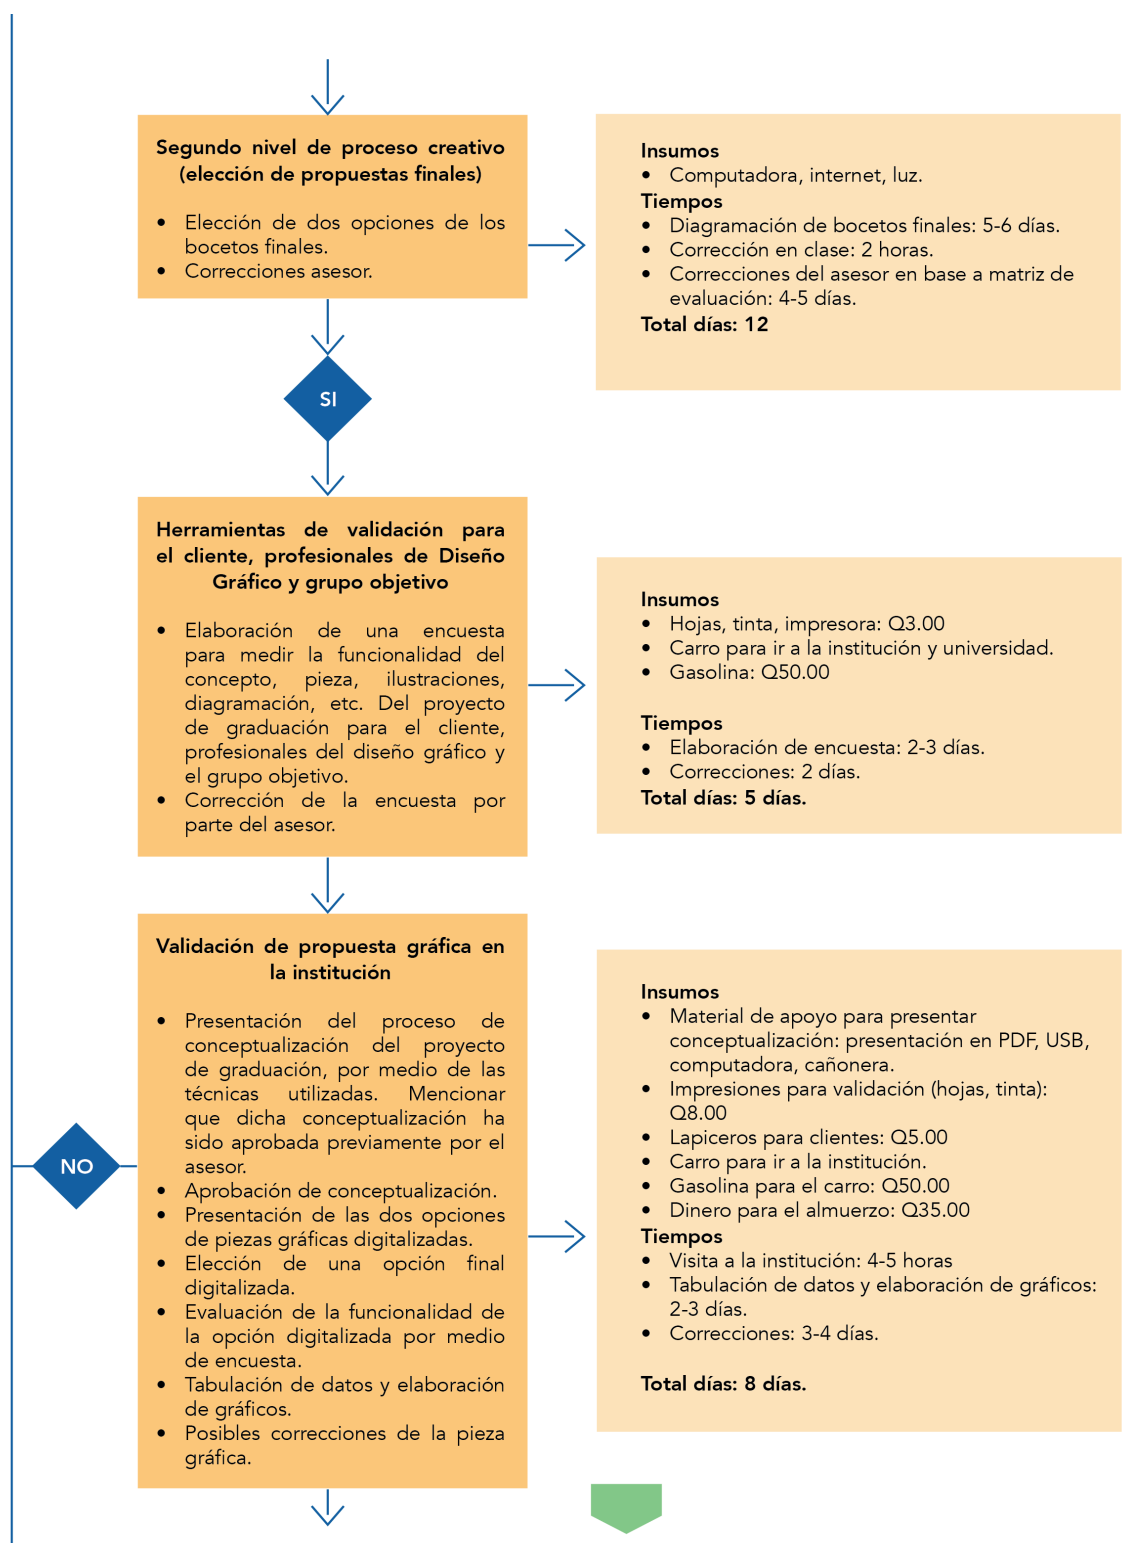 Segundo nivel de proceso creativo
(elección de propuestas finales)
• Elección de dos opciones de los
bocetos finales.
• Correcciones asesor.
Insumos
• Computadora, internet, luz.
Tiempos
• Diagramación de bocetos finales: 5-6 días.
• Corrección en clase: 2 horas.
• Correcciones del asesor en base a matriz de
evaluación: 4-5 días.
Total días: 12
SI
Herramientas de validación para
el cliente, profesionales de Diseño
Gráfico y grupo objetivo
• Elaboración de una encuesta
para medir la funcionalidad del
concepto, pieza, ilustraciones,
diagramación, etc. Del proyecto
de graduación para el cliente,
profesionales del diseño gráfico y
el grupo objetivo.
• Corrección de la encuesta por
parte del asesor.
Insumos
• Hojas, tinta, impresora: Q3.00
• Carro para ir a la institución y universidad.
• Gasolina: Q50.00
Tiempos
• Elaboración de encuesta: 2-3 días.
• Correcciones: 2 días.
Total días: 5 días.
Validación de propuesta gráfica en
la institución
• Presentación del proceso de
conceptualización del proyecto
de graduación, por medio de las
técnicas utilizadas. Mencionar
que dicha conceptualización ha
sido aprobada previamente por el
asesor.
• Aprobación de conceptualización.
• Presentación de las dos opciones
de piezas gráficas digitalizadas.
• Elección de una opción final
digitalizada.
• Evaluación de la funcionalidad de
la opción digitalizada por medio
de encuesta.
• Tabulación de datos y elaboración
de gráficos.
• Posibles correcciones de la pieza
gráfica.
NO
Insumos
• Material de apoyo para presentar
conceptualización: presentación en PDF, USB,
computadora, cañonera.
• Impresiones para validación (hojas, tinta):
Q8.00
• Lapiceros para clientes: Q5.00
• Carro para ir a la institución.
• Gasolina para el carro: Q50.00
• Dinero para el almuerzo: Q35.00
Tiempos
• Visita a la institución: 4-5 horas
• Tabulación de datos y elaboración de gráficos:
2-3 días.
• Correcciones: 3-4 días.
Total días: 8 días.